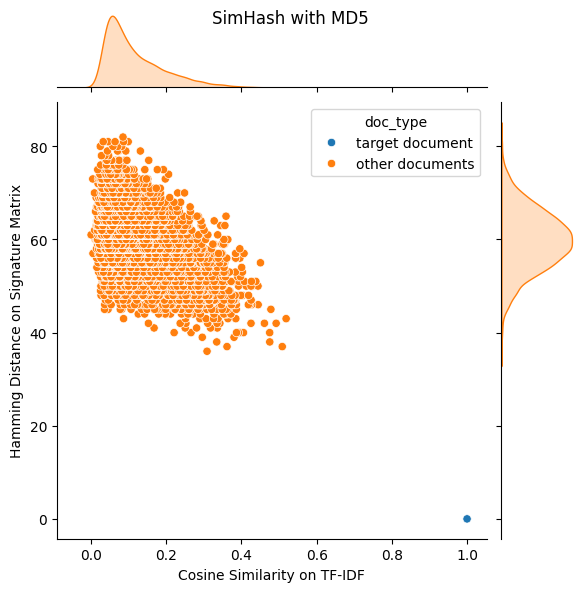 SimHash with MD5
doc_type
target document
other documents
Hamming Distance on Signature Matrix
80
60
40
20
0
0.0 0.2 0.4 0.6 0.8 1.0
Cosine Similarity on TF-IDF